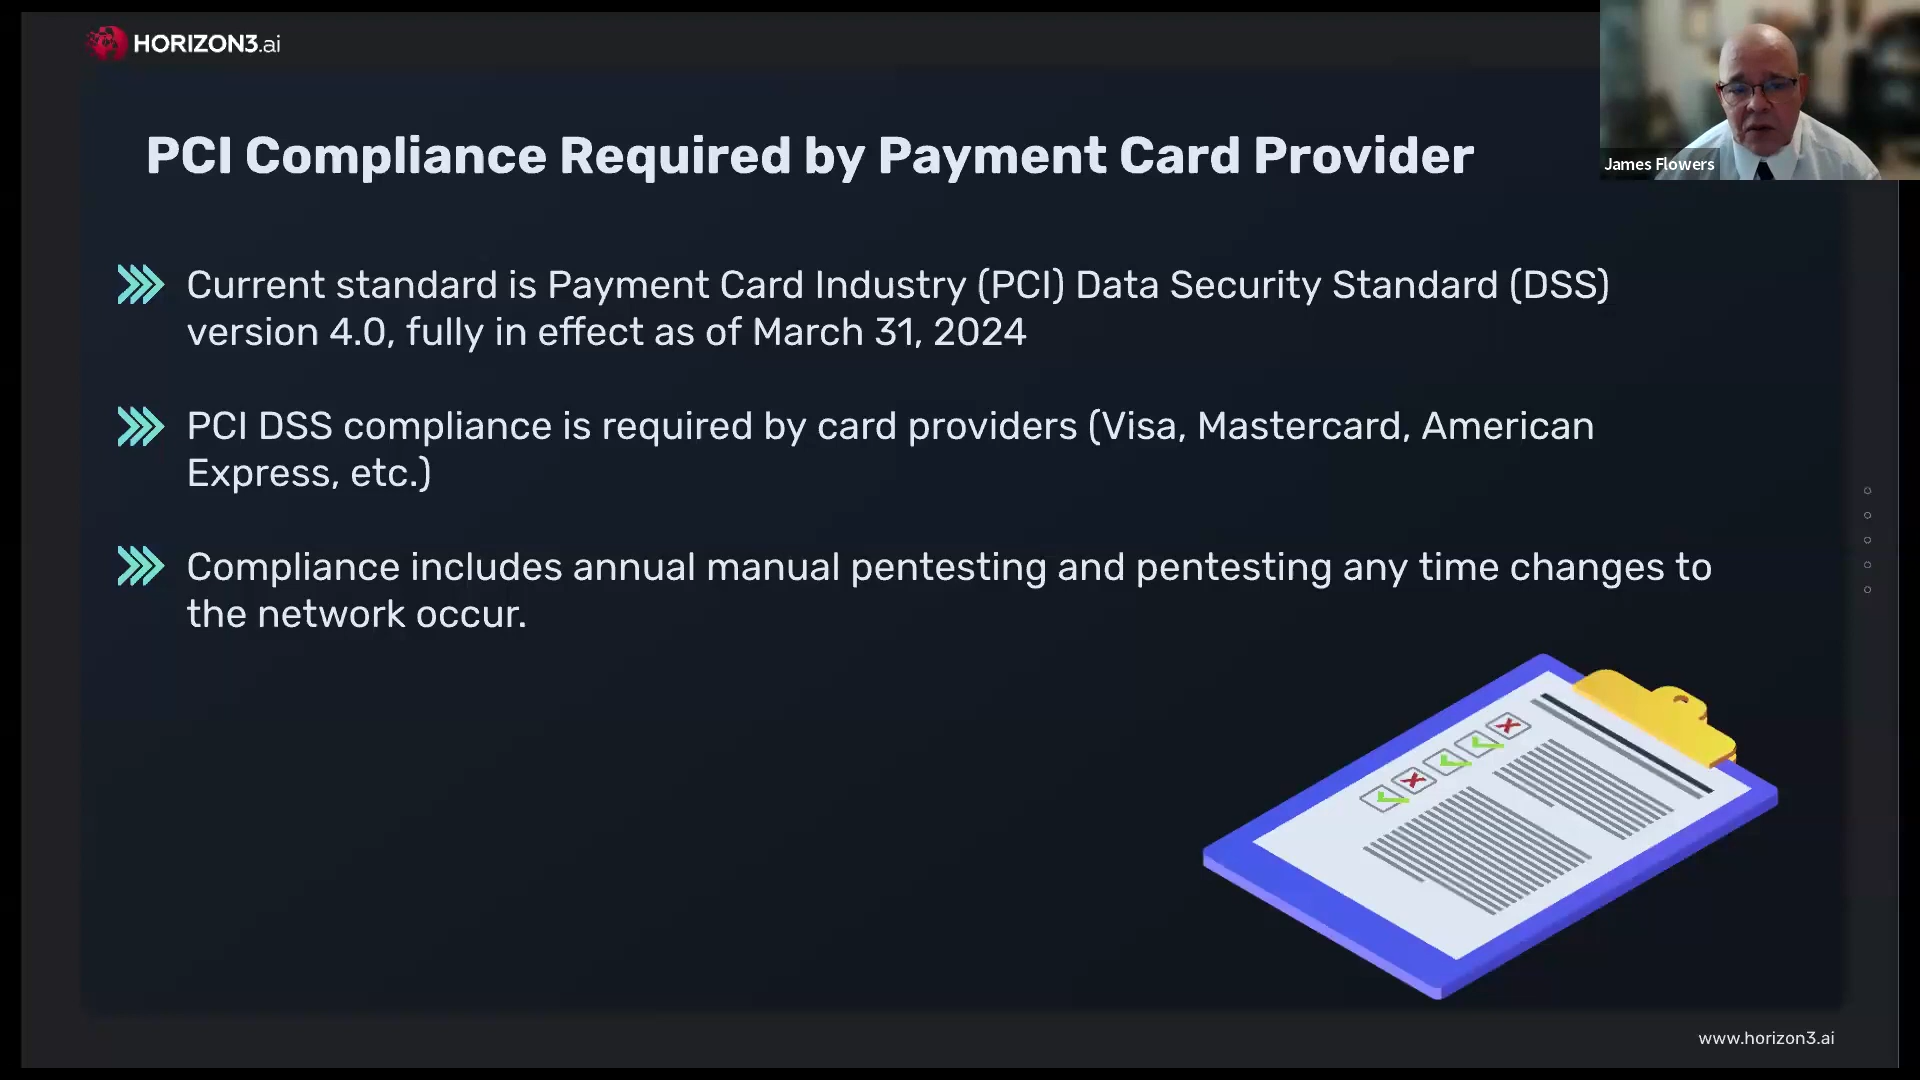 HORIZON3.ai
James Flowers
PCI Compliance Required by Payment Card Provider
Current standard is Payment Card Industry (PCI) Data Security Standard (DSS)
version 4.0, fully in effect as of March 31, 2024
PCI DSS compliance is required by card providers (Visa, Mastercard, American
Express, etc.)
Compliance includes annual manual pentesting and pentesting any time changes to
the network occur.
www.horizon3.ai